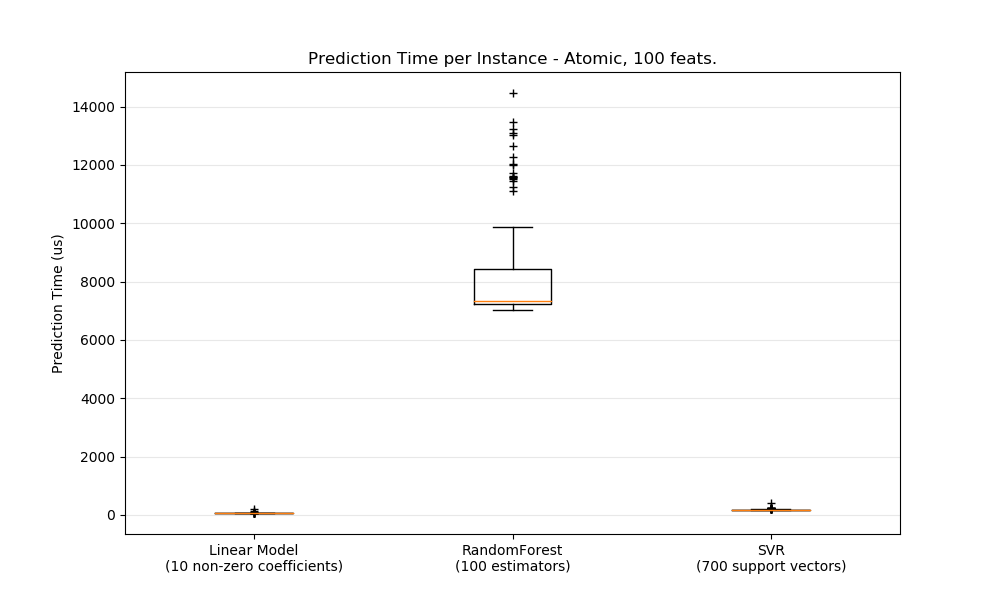 Prediction Time per Instance - Atomic, 100 feats.
Prediction Time (us)
14000
12000
10000
8000
6000
4000
2000
0
Linear Model
(10 non-zero coefficients)
RandomForest
(100 estimators)
SVR
(700 support vectors)